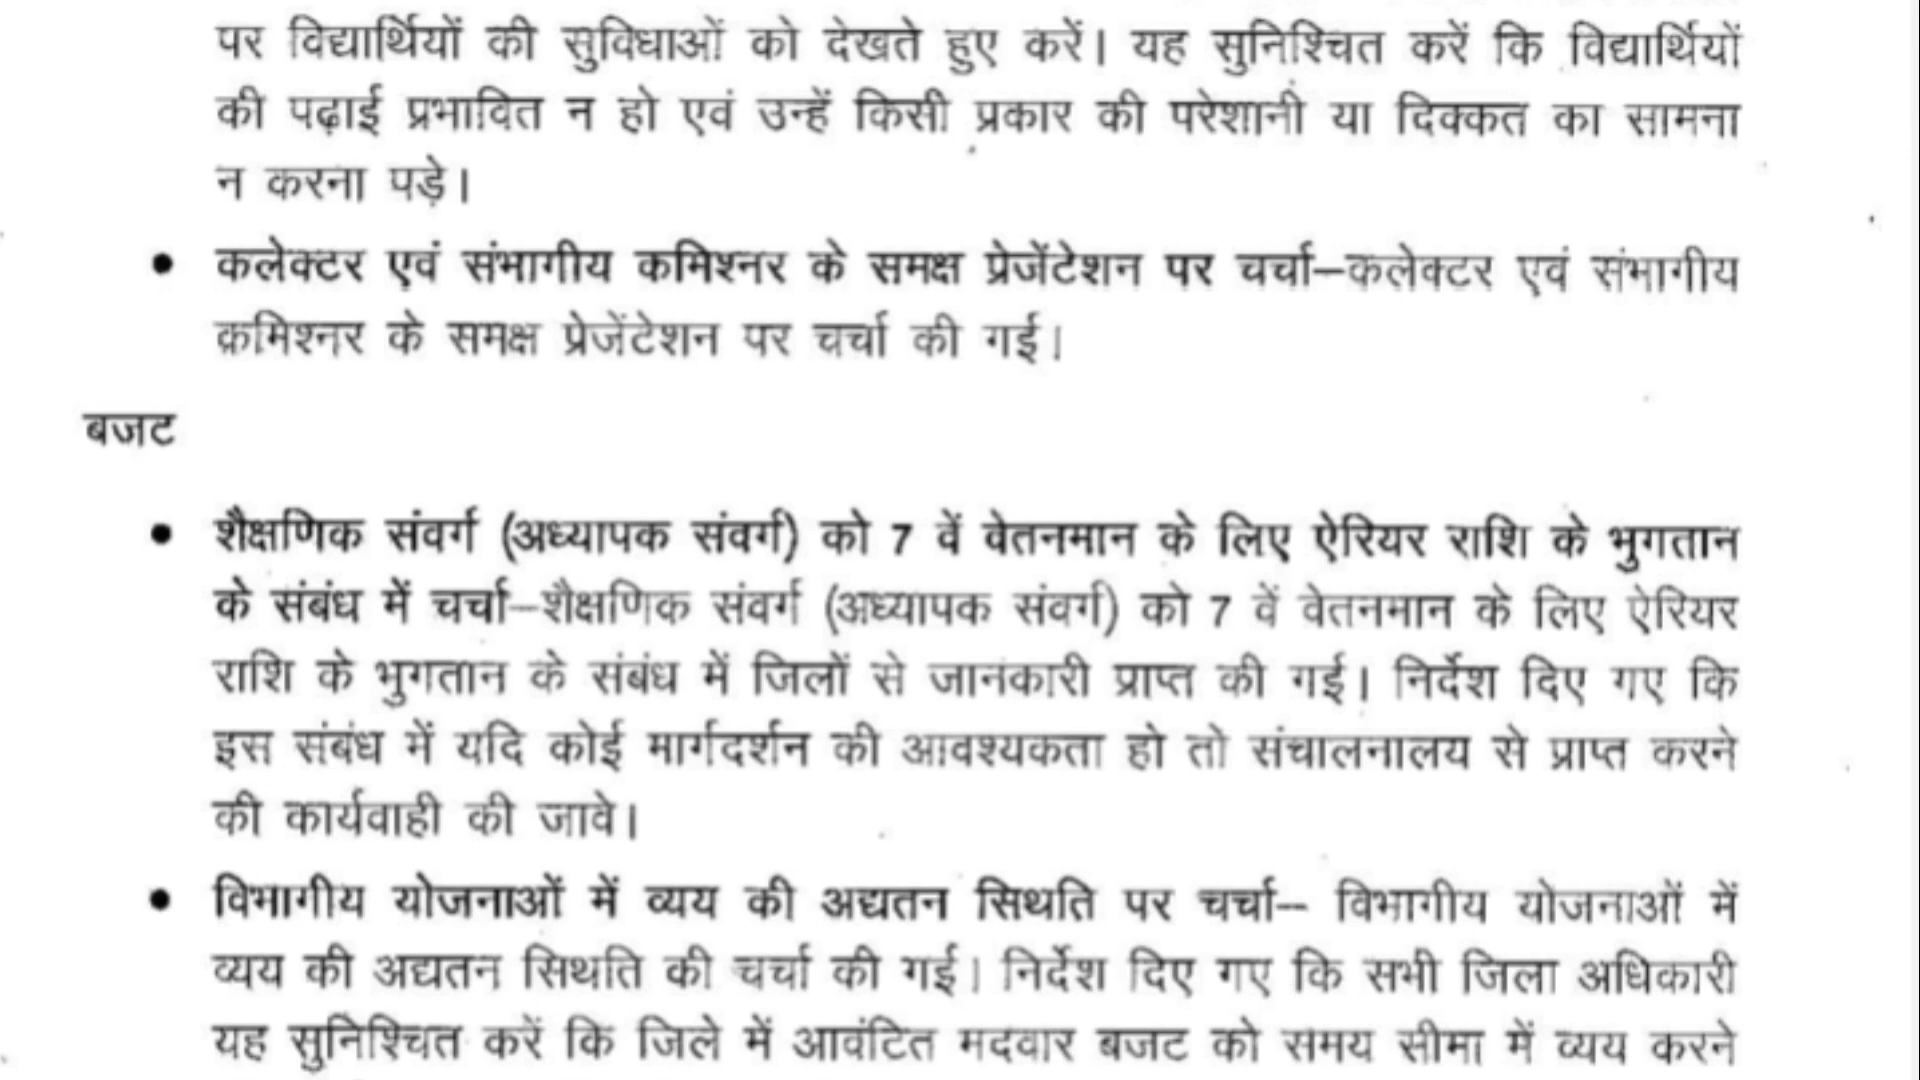 पर विद्यार्थियों की सुविधाओं को देखते हुए करें। यह सुनिश्चित करें कि विद्यार्थियों
की पढ़ाई प्रभावित न हो एवं उन्हें किसी प्रकार की परेशानी या दिक्कत का सामना
न करना पड़े।
• कलेक्टर एवं संभागीय कमिश्नर के समक्ष प्रेजेंटेशन पर चर्चा–कलेक्टर एवं संभागीय
कमिश्नर के समक्ष प्रेजेंटेशन पर चर्चा की गई।
बजट
• शैक्षणिक संवर्ग (अध्यापक संवर्ग) को 7 वें वेतनमान के लिए ऐरियर राशि के भुगतान
के संबंध में चर्चा–शैक्षणिक संवर्ग (अध्यापक संवर्ग) को 7 वें वेतनमान के लिए ऐरियर
राशि के भुगतान के संबंध में जिलों से जानकारी प्राप्त की गई। निर्देश दिए गए कि
इस संबंध में यदि कोई मार्गदर्शन की आवश्यकता हो तो संचालनालय से प्राप्त करने
की कार्यवाही की जावे।
• विभागीय योजनाओं में व्यय की अद्यतन सिथति पर चर्चा– विभागीय योजनाओं में
व्यय की अद्यतन सिथति की चर्चा की गई। निर्देश दिए गए कि सभी जिला अधिकारी
यह सुनिश्चित करें कि जिले में आवंटित मदवार बजट को समय सीमा में व्यय करने